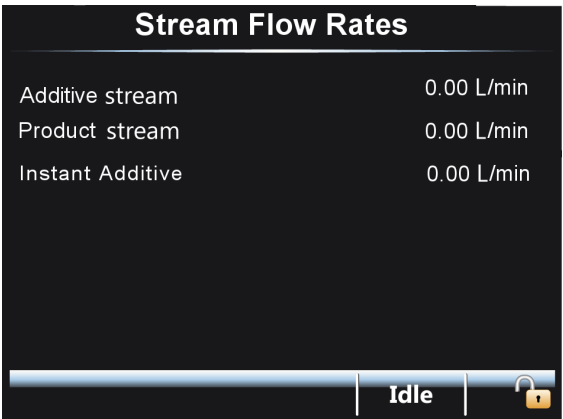 Stream Flow Rates
Additive stream 0.00 L/min
Product stream 0.00 L/min
Instant Additive 0.00 L/min
Idle